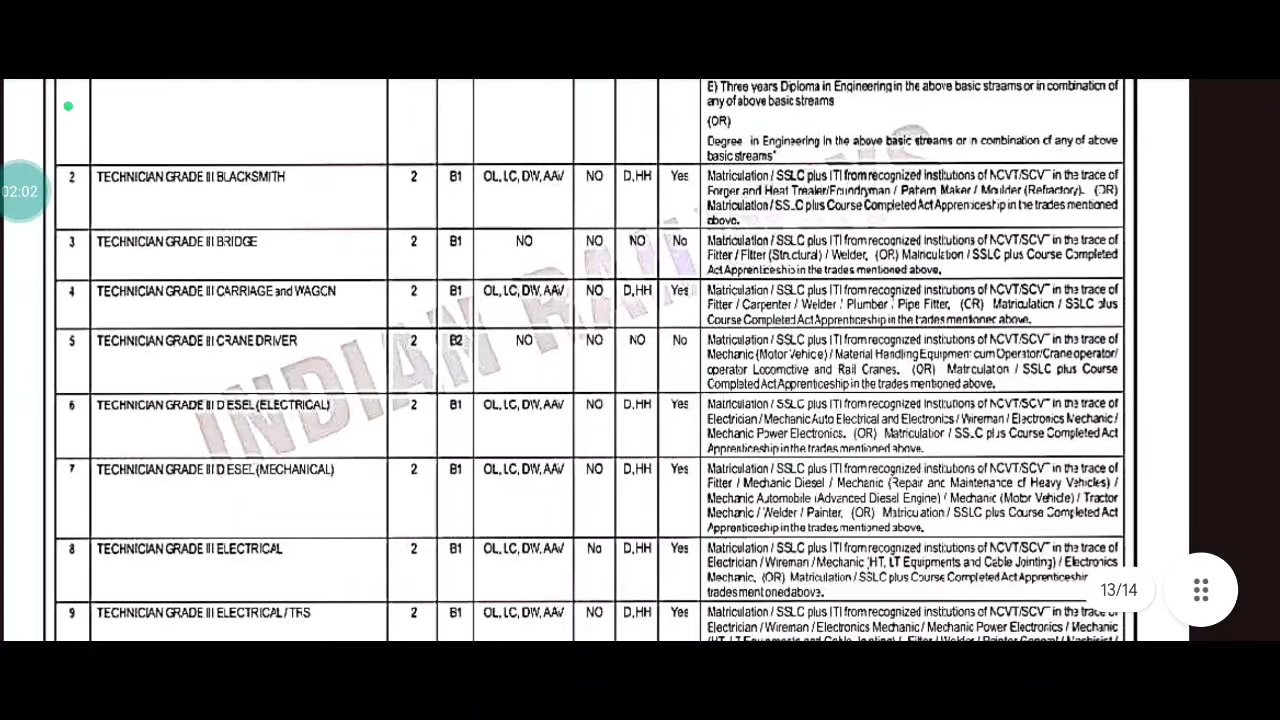 E) Three years Diploma in Engineering in the above basic streams or in combination of
any of above basic streams
(OR)
Degree in Engineering in the above basic streams or in combination of any of above
basic streams"
2 TECHNICIAN GRADE III BLACKSMITH 2 B1 OL, LC, DW, AAV NO D,HH Yes Matriculation / SSLC plus ITI from recognized institutions of NCVT/SCVT in the trace of
Forger and Heat Treater/Foundryman / Pattern Maker / Moulder (Refractory). (OR)
Matriculation / SSLC plus Course Completed Act Apprenticeship in the trades mentioned
above.
3 TECHNICIAN GRADE III BRIDGE 2 B1 NO NO NO No Matriculation / SSLC plus ITI from recognized institutions of NCVT/SCVT in the trace of
Fitter / Fitter (Structural) / Welder, (OR) Matriculation / SSLC plus Course Completed
Act Apprenticeship in the trades mentioned above,
4 TECHNICIAN GRADE III CARRIAGE and WAGON 2 B1 OL, LC, DW, AAV NO D,HH Yes Matriculation / SSLC plus ITI from recognized institutions of NCVT/SCVT in the trace of
Fitter / Carpenter / Welder / Plumber / Pipe Fitter, (OR) Matriculation / SSLC plus
Course Completed Act Apprenticeship in the trades mentioned above,
5 TECHNICIAN GRADE III CRANE DRIVER 2 B2 NO NO NO No Matriculation / SSLC plus ITI from recognized institutions of NCVT/SCVT in the trace of
Mechanic (Motor Vehicle) / Material Handling Equipment cum Operator/Crane operator/
operator Locomotive and Rail Cranes. (OR) Matriculation / SSLC plus Course
Completed Act Apprenticeship in the trades mentioned above.
6 TECHNICIAN GRADE III DIESEL (ELECTRICAL) 2 B1 OL, LC, DW, AAV NO D,HH Yes Matriculation / SSLC plus ITI from recognized institutions of NCVT/SCVT in the trace of
Electrician / Mechanic Auto Electrical and Electronics / Wireman / Electronics Mechanic /
Mechanic Power Electronics. (OR) Matriculation / SSLC plus Course Completed Act
Apprenticeship in the trades mentioned above.
7 TECHNICIAN GRADE III DIESEL (MECHANICAL) 2 B1 OL, LC, DW, AAV NO D,HH Yes Matriculation / SSLC plus ITI from recognized institutions of NCVT/SCVT in the trace of
Fitter / Mechanic Diesel / Mechanic (Repair and Maintenance of Heavy Vehicles) /
Mechanic Automobile (Advanced Diesel Engine) / Mechanic (Motor Vehicle) / Tractor
Mechanic / Welder / Painter, (OR) Matriculation / SSLC plus Course Completed Act
Apprenticeship in the trades mentioned above,
8 TECHNICIAN GRADE III ELECTRICAL 2 B1 OL, LC, DW, AAV No D,HH Yes Matriculation / SSLC plus ITI from recognized institutions of NCVT/SCVT in the trace of
Electrician / Wireman / Mechanic (HT, LT Equipments and Cable Jointing) / Electronics
Mechanic, (OR) Matriculation / SSLC plus Course Completed Act Apprenticeship
trades mentioned above.
9 TECHNICIAN GRADE III ELECTRICAL / TRS 2 B1 OL, LC, DW, AAV NO D,HH Yes Matriculation / SSLC plus ITI from recognized institutions of NCVT/SCVT in the trace of
Electrician / Wireman / Electronics Mechanic / Mechanic Power Electronics / Mechanic
(HT, LT Equipments and Cable Jointing) / Fitter / Welder / Painter General / Machinist /
02:02
13/14
INDIAN